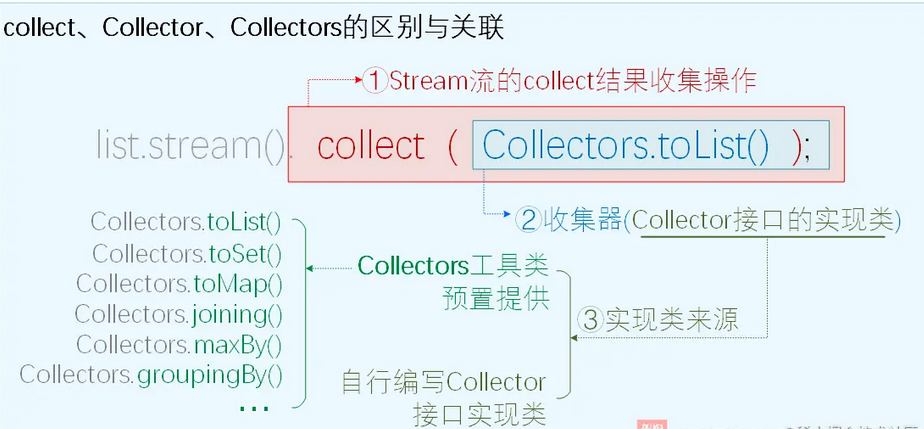 collect、Collector、Collectors的区别与关联
①Stream流的collect结果收集操作
list.stream(). collect ( Collectors.toList() );
②收集器(Collector接口的实现类)
Collectors.toList()
Collectors.toSet()
Collectors.toMap()
Collectors.joining()
Collectors.maxBy()
Collectors.groupingBy()
...
Collectors工具类
预置提供
③实现类来源
自行编写Collector
接口实现类